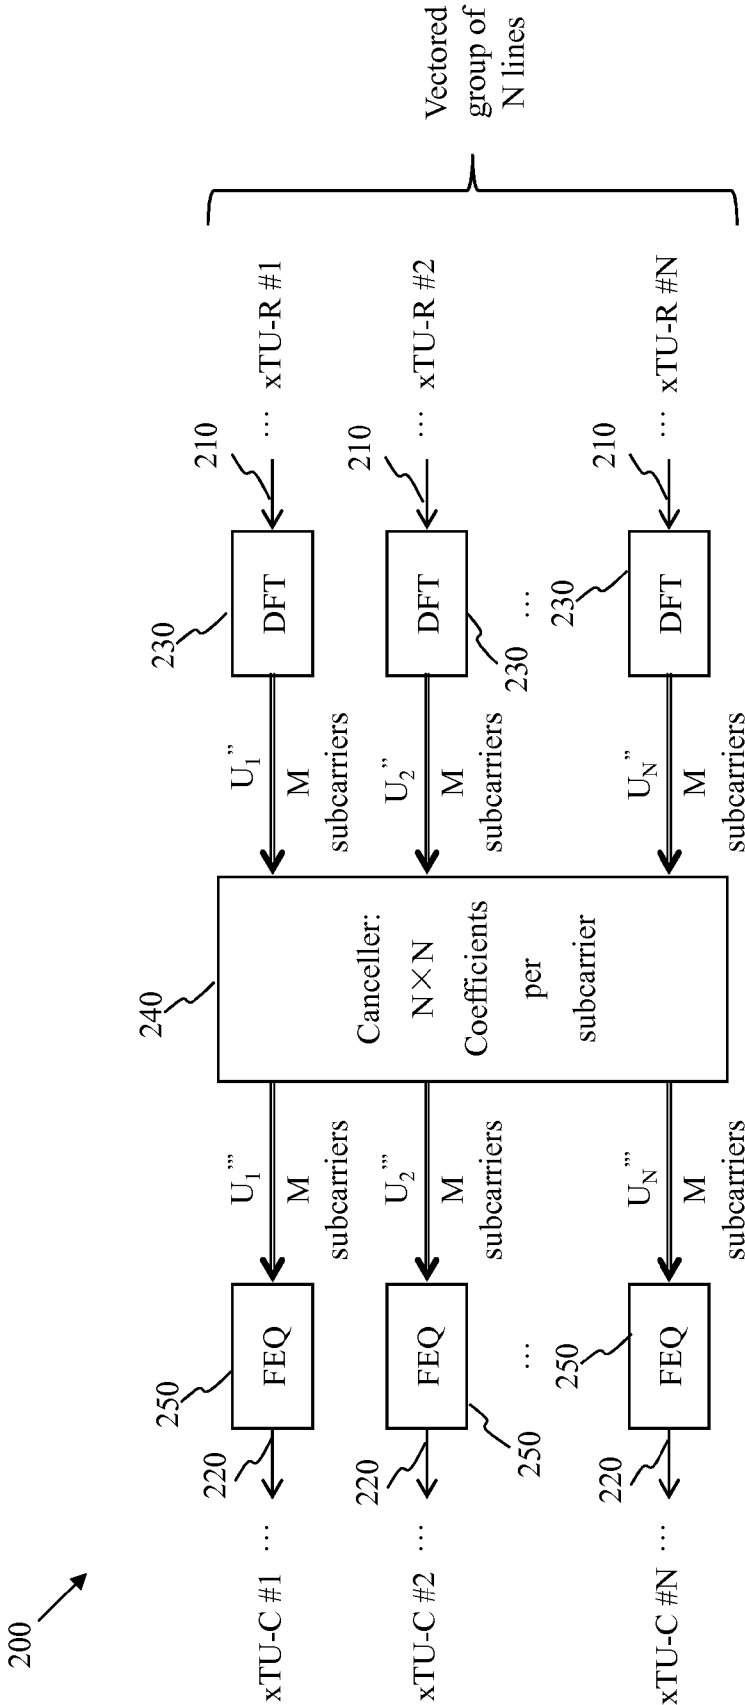 200
xTU-C #1 … 220 FEQ 250 U1''' M subcarriers
xTU-C #2 … 220 FEQ 250 U2''' M subcarriers
…
xTU-C #N … 220 FEQ 250 UN''' M subcarriers
240
Canceller:
N×N
Coefficients
per
subcarrier
U1'' M subcarriers 230 DFT 210 … xTU-R #1
U2'' M subcarriers 230 DFT 210 … xTU-R #2
…
UN'' M subcarriers 230 DFT 210 … xTU-R #N
Vectored
group of
N lines